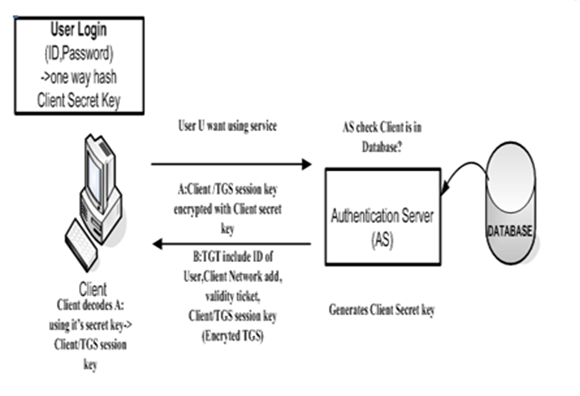 User Login
(ID,Password)
->one way hash
Client Secret Key
User U want using service
AS check Client is in
Database?
A:Client /TGS session key
encrypted with Client secret
key
Authentication Server
(AS)
DATABASE
B:TGT include ID of
User,Client Network add,
validity ticket,
Client/TGS session key
(Encryted TGS)
Generates Client Secret key
Client
Client decodes A:
using it's secret key->
Client/TGS session
key